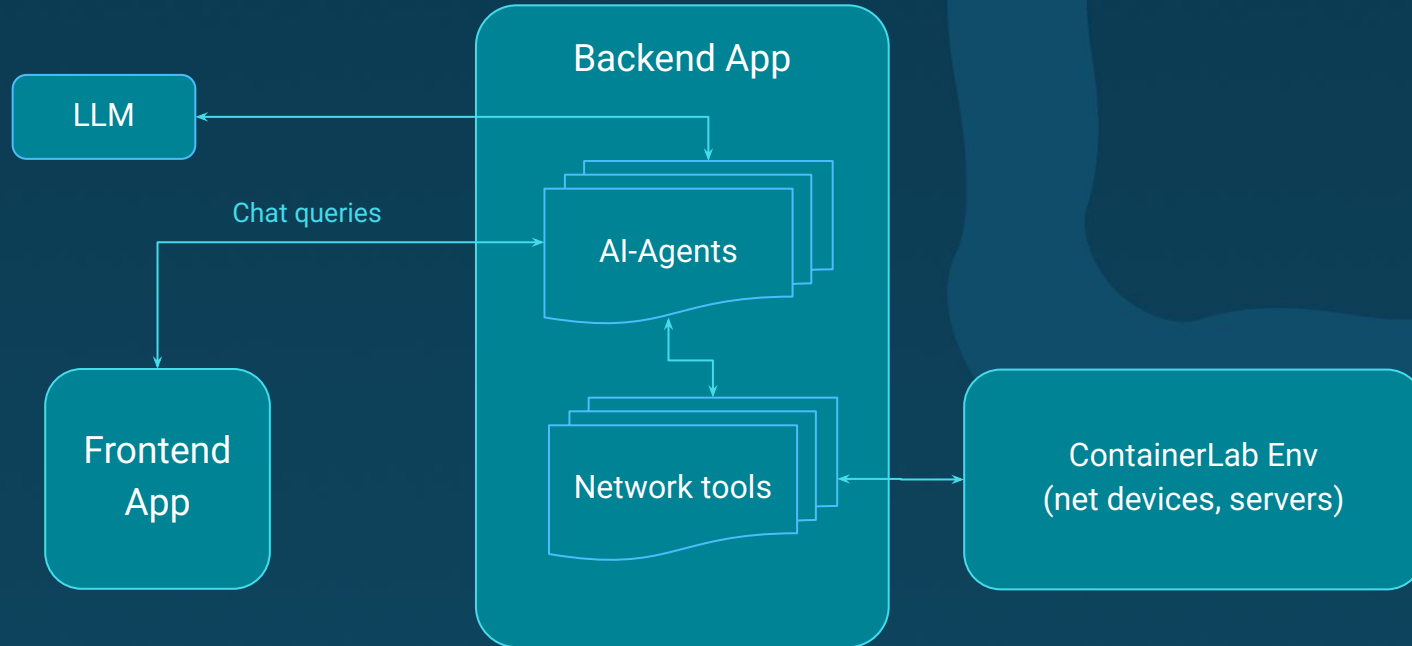 Backend App
LLM
Chat queries
AI-Agents
Frontend
App
Network tools
ContainerLab Env
(net devices, servers)